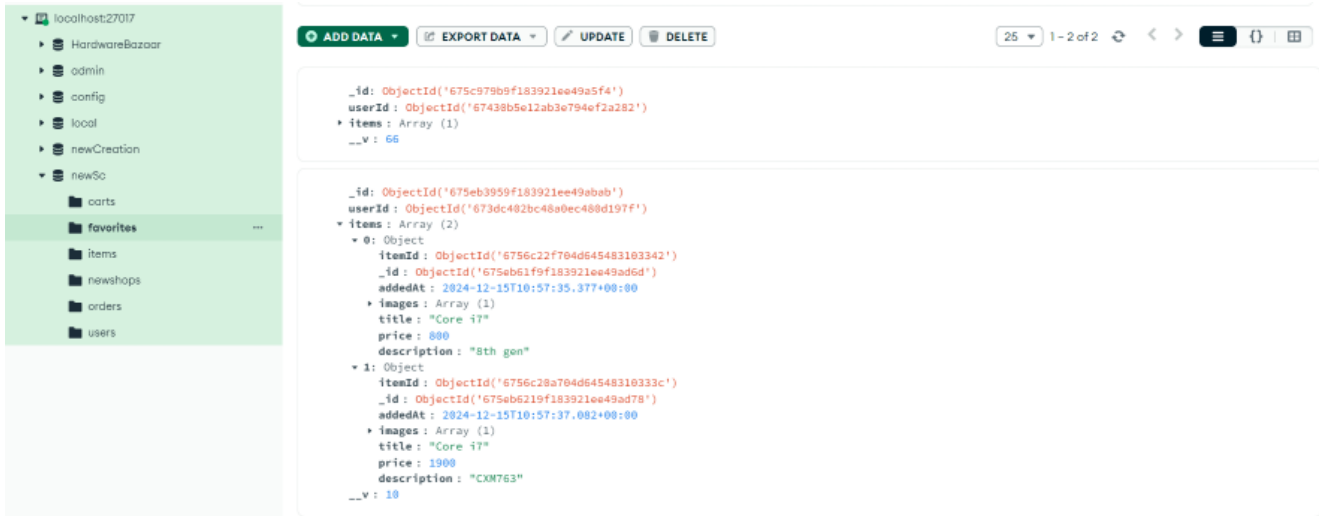 localhost:27017
HardwareBazaar
admin
config
local
newCreation
newSc
carts
favorites
items
newshops
orders
users
ADD DATA EXPORT DATA UPDATE DELETE 25 1 – 2 of 2
_id: ObjectId('675c979b9f183921ee49a5f4')
userId : ObjectId('67430b5e12ab3e794ef2a282')
items : Array (1)
__v : 66
_id: ObjectId('675eb3959f183921ee49abab')
userId : ObjectId('673dc402bc48a0ec480d197f')
items : Array (2)
0: Object
itemId : ObjectId('6756c22f704d645483103342')
_id : ObjectId('675eb61f9f183921ee49ad6d')
addedAt : 2024-12-15T10:57:35.377+00:00
images : Array (1)
title : "Core i7"
price : 800
description : "8th gen"
1: Object
itemId : ObjectId('6756c28a704d64548310333c')
_id : ObjectId('675eb6219f183921ee49ad78')
addedAt : 2024-12-15T10:57:37.082+00:00
images : Array (1)
title : "Core i7"
price : 1900
description : "CXM763"
__v : 10